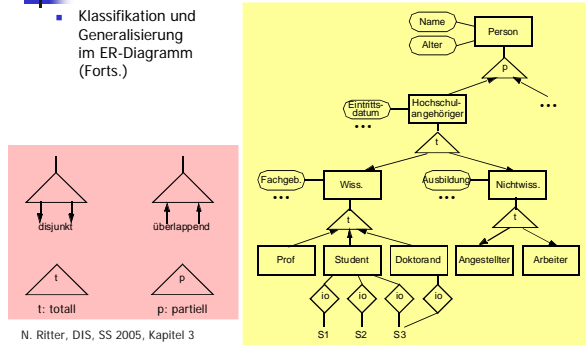 Klassifikation und
Generalisierung
im ER-Diagramm
(Forts.)
disjunkt
überlappend
t
p
t: totall
p: partiell
N. Ritter, DIS, SS 2005, Kapitel 3
Name
Alter
Person
p
•••
Eintritts-
datum
•••
Hochschul-
angehöriger
t
Fachgeb.
•••
Wiss.
Ausbildung
•••
Nichtwiss.
t
t
Prof
Student
Doktorand
Angestellter
Arbeiter
io
io
io
io
S1
S2
S3